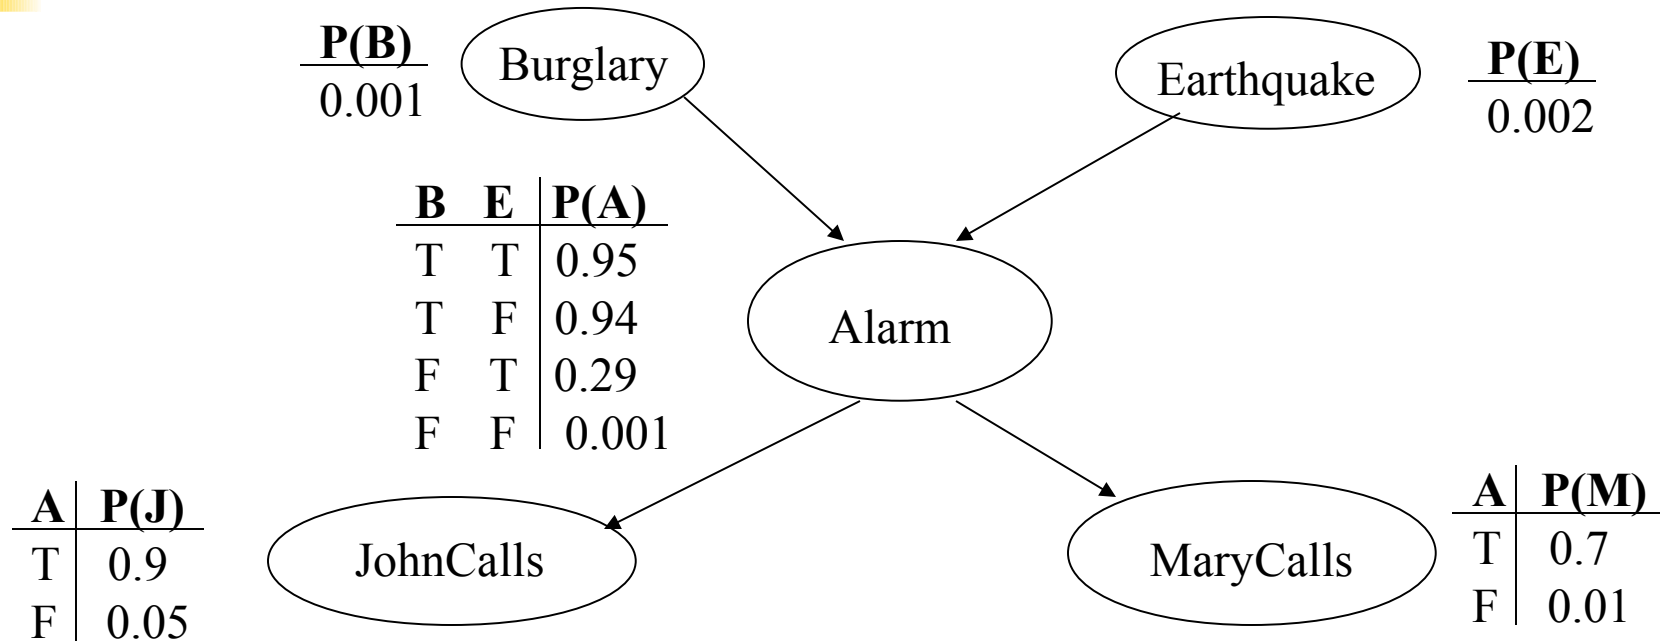 P(B)
0.001
Burglary
Earthquake
P(E)
0.002
B E P(A)
T T 0.95
T F 0.94
F T 0.29
F F 0.001
Alarm
A P(J)
T 0.9
F 0.05
JohnCalls
MaryCalls
A P(M)
T 0.7
F 0.01